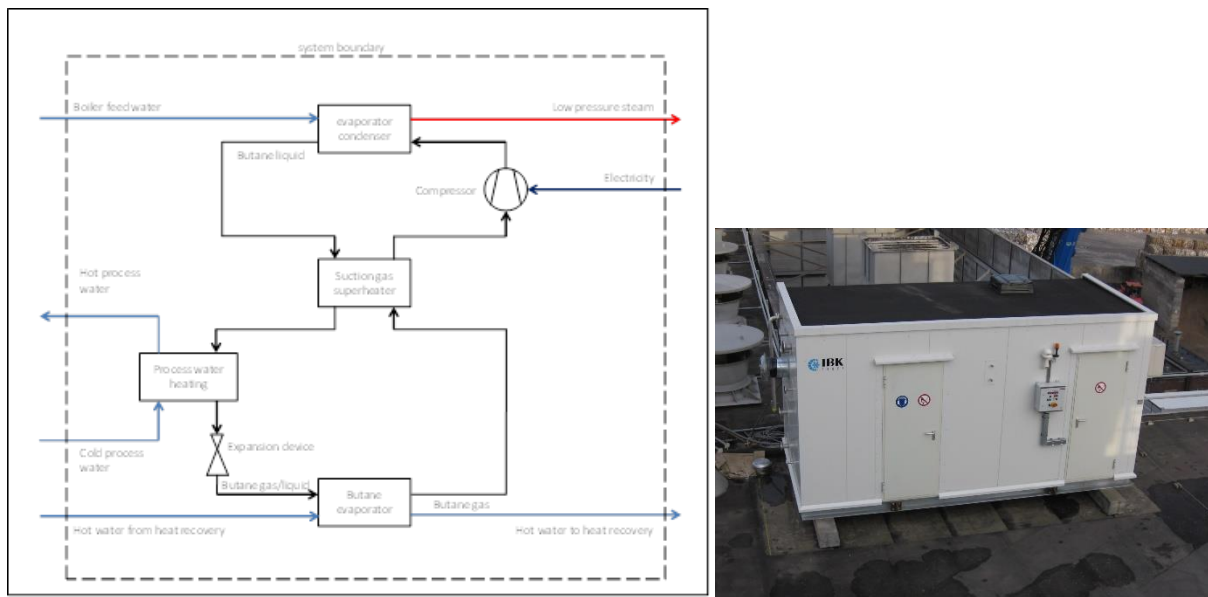 system boundary
Boiler feed water
Low pressure steam
evaporator
condenser
Butane liquid
Compressor
Electricity
Suction gas
superheater
Hot process
water
Process water
heating
Cold process
water
Expansion device
Butane gas/liquid
Butane
evaporator
Butane gas
Hot water from heat recovery
Hot water to heat recovery
IBK